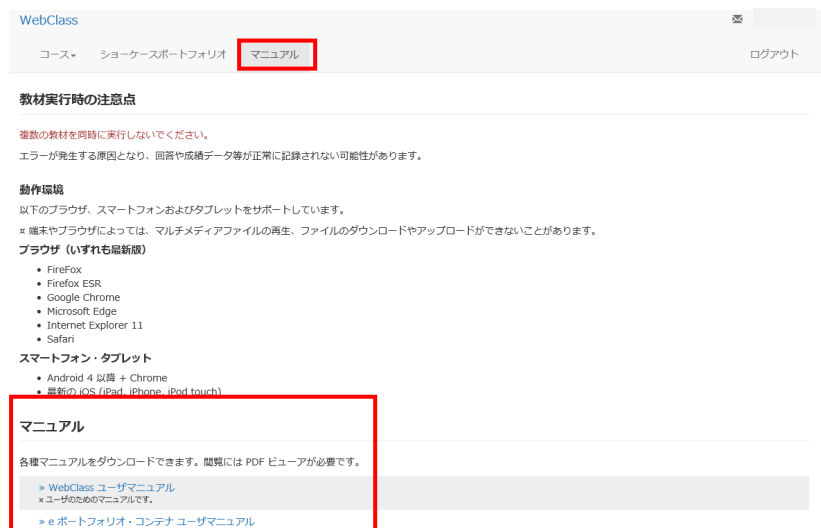 WebClass
コース ショーケースポートフォリオ マニュアル ログアウト
教材実行時の注意点
複数の教材を同時に実行しないでください。
エラーが発生する原因となり、回答や成績データ等が正常に記録されない可能性があります。
動作環境
以下のブラウザ、スマートフォンおよびタブレットをサポートしています。
¤ 端末やブラウザによっては、マルチメディアファイルの再生、ファイルのダウンロードやアップロードができないことがあります。
ブラウザ（いずれも最新版）
• FireFox
• Firefox ESR
• Google Chrome
• Microsoft Edge
• Internet Explorer 11
• Safari
スマートフォン・タブレット
• Android 4 以降 + Chrome
• 最新の iOS (iPad, iPhone, iPod touch)
マニュアル
各種マニュアルをダウンロードできます。閲覧には PDF ビューアが必要です。
» WebClass ユーザマニュアル
¤ ユーザのためのマニュアルです。
» e ポートフォリオ・コンテナ ユーザマニュアル